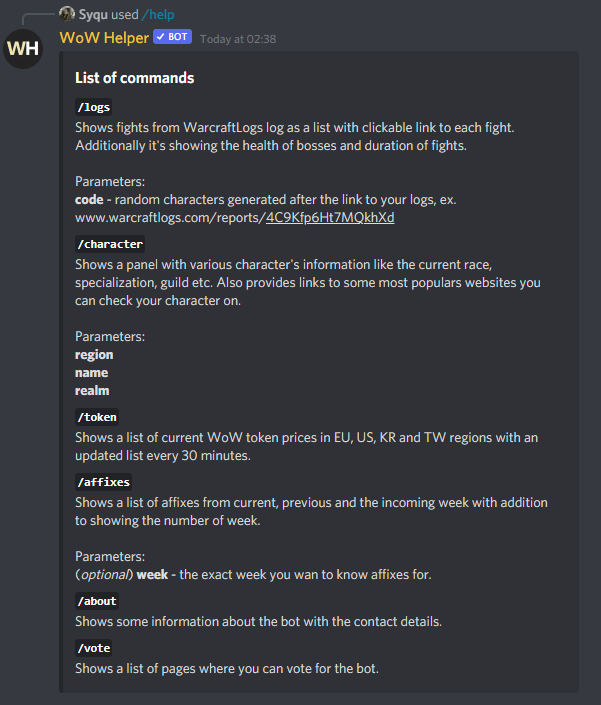 Syqu used /help
WH
WoW Helper ✓ BOT Today at 02:38
List of commands
/logs
Shows fights from WarcraftLogs log as a list with clickable link to each fight.
Additionally it's showing the health of bosses and duration of fights.
Parameters:
code - random characters generated after the link to your logs, ex.
www.warcraftlogs.com/reports/4C9Kfp6Ht7MQkhXd
/character
Shows a panel with various character's information like the current race,
specialization, guild etc. Also provides links to some most populars websites you
can check your character on.
Parameters:
region
name
realm
/token
Shows a list of current WoW token prices in EU, US, KR and TW regions with an
updated list every 30 minutes.
/affixes
Shows a list of affixes from current, previous and the incoming week with addition
to showing the number of week.
Parameters:
(optional) week - the exact week you wan to know affixes for.
/about
Shows some information about the bot with the contact details.
/vote
Shows a list of pages where you can vote for the bot.